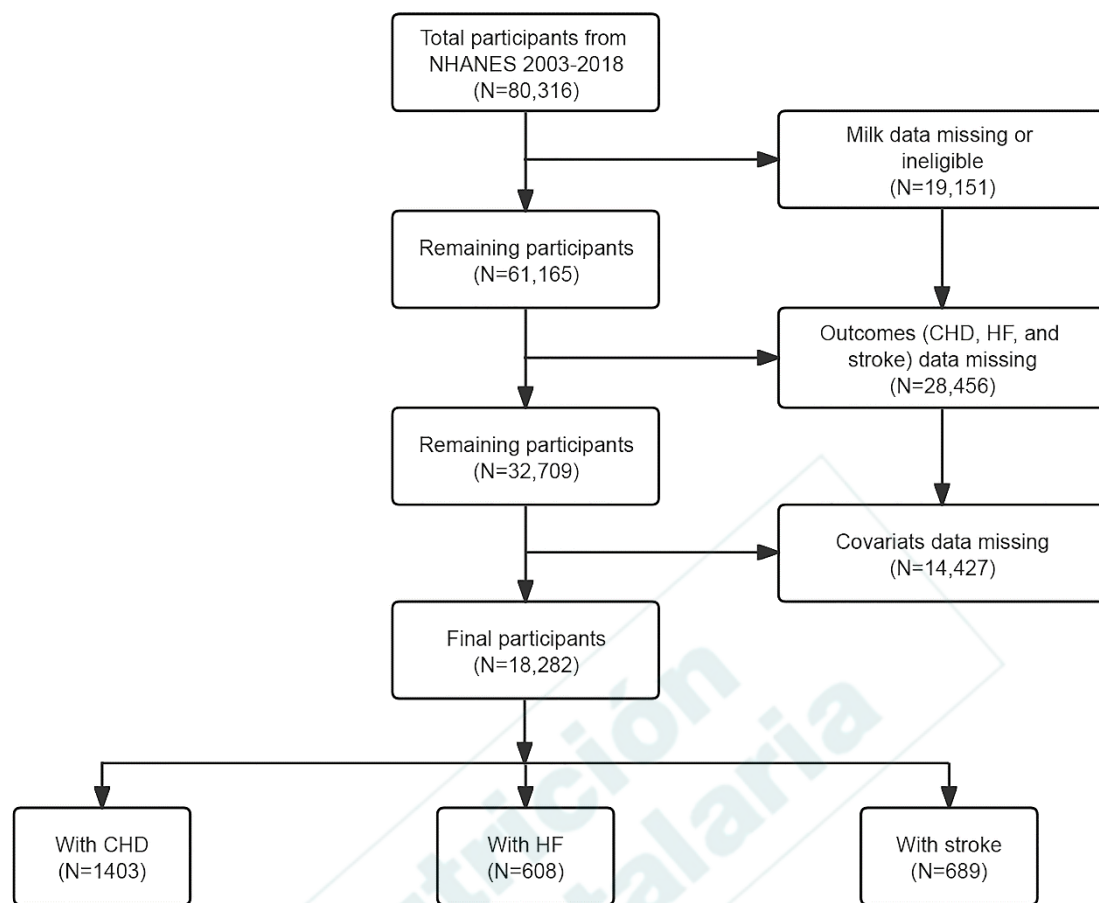 Total participants from
NHANES 2003-2018
(N=80,316)
Milk data missing or
ineligible
(N=19,151)
Remaining participants
(N=61,165)
Outcomes (CHD, HF, and
stroke) data missing
(N=28,456)
Remaining participants
(N=32,709)
Covariats data missing
(N=14,427)
Final participants
(N=18,282)
With CHD
(N=1403)
With HF
(N=608)
With stroke
(N=689)